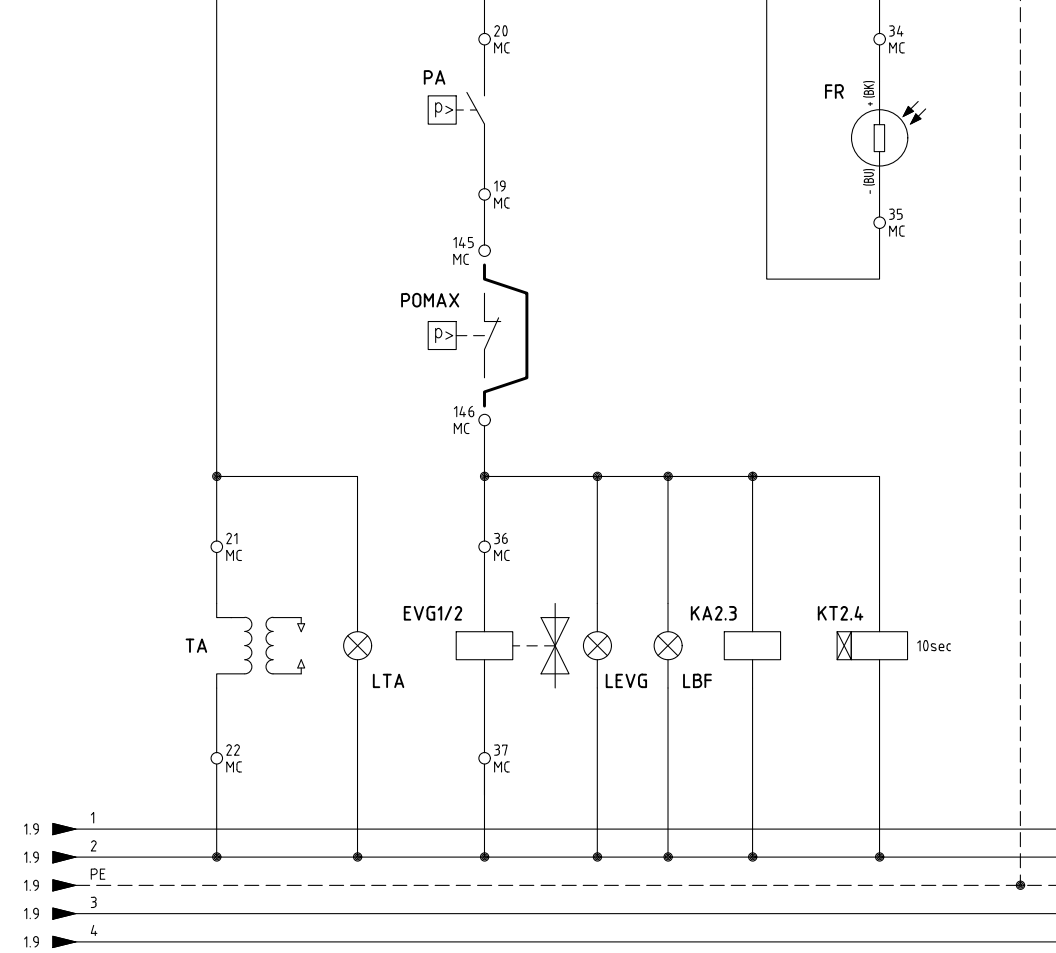 20
MC
34
MC
PA
p>
FR
+ (BK)
- (BU)
19
MC
35
MC
145
MC
POMAX
p>
146
MC
21
MC
36
MC
EVG1/2
KA2.3
KT2.4
TA
10sec
LTA
LEVG
LBF
22
MC
37
MC
1.9
1
1.9
2
1.9
PE
1.9
3
1.9
4